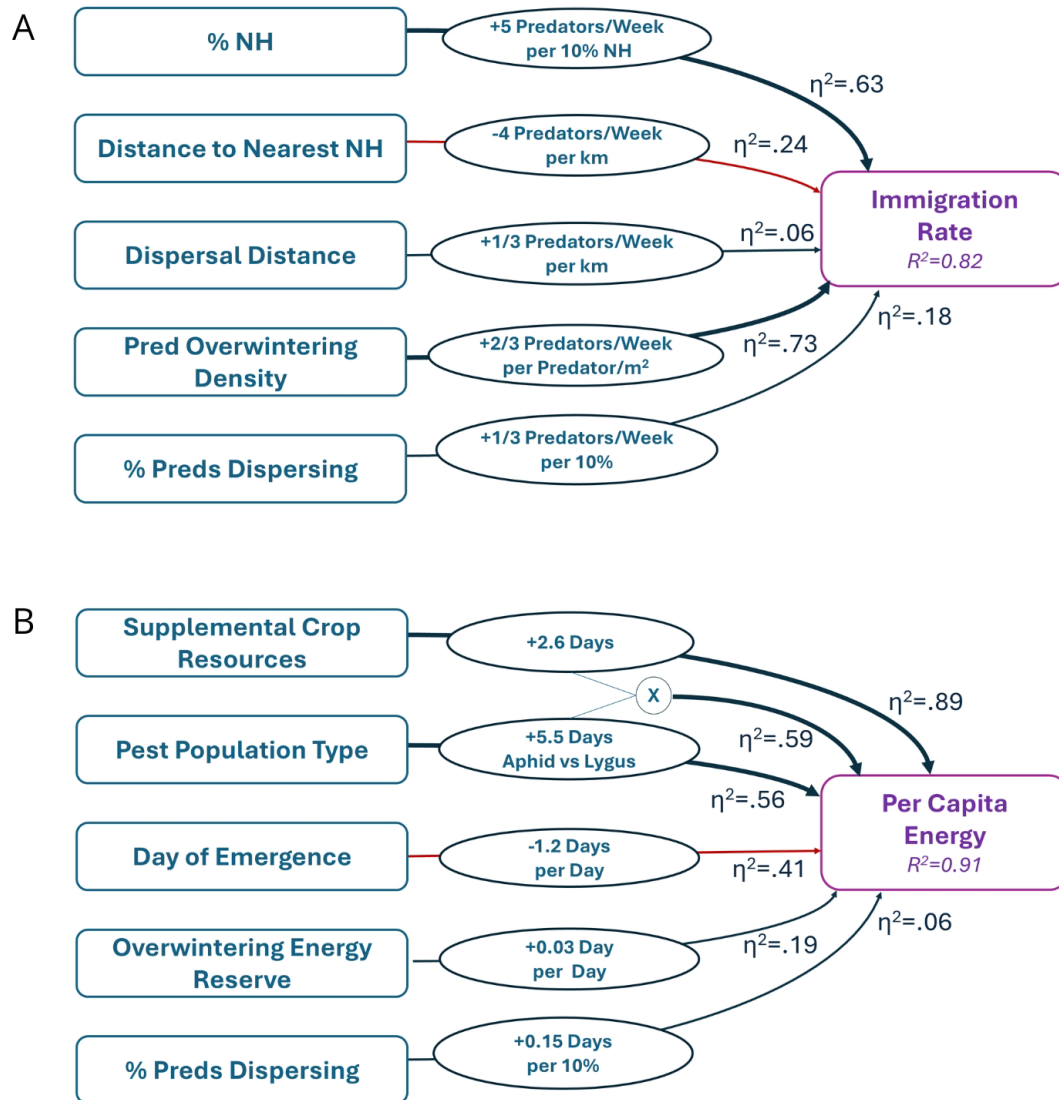 A
% NH
+5 Predators/Week
per 10% NH
η²=.63
Distance to Nearest NH
-4 Predators/Week
per km
η²=.24
Dispersal Distance
+1/3 Predators/Week
per km
η²=.06
Pred Overwintering
Density
+2/3 Predators/Week
per Predator/m²
η²=.73
% Preds Dispersing
+1/3 Predators/Week
per 10%
η²=.18
Immigration
Rate
R²=0.82
B
Supplemental Crop
Resources
+2.6 Days
η²=.89
X
η²=.59
Pest Population Type
+5.5 Days
Aphid vs Lygus
η²=.56
Day of Emergence
-1.2 Days
per Day
η²=.41
Overwintering Energy
Reserve
+0.03 Day
per Day
η²=.19
% Preds Dispersing
+0.15 Days
per 10%
η²=.06
Per Capita
Energy
R²=0.91